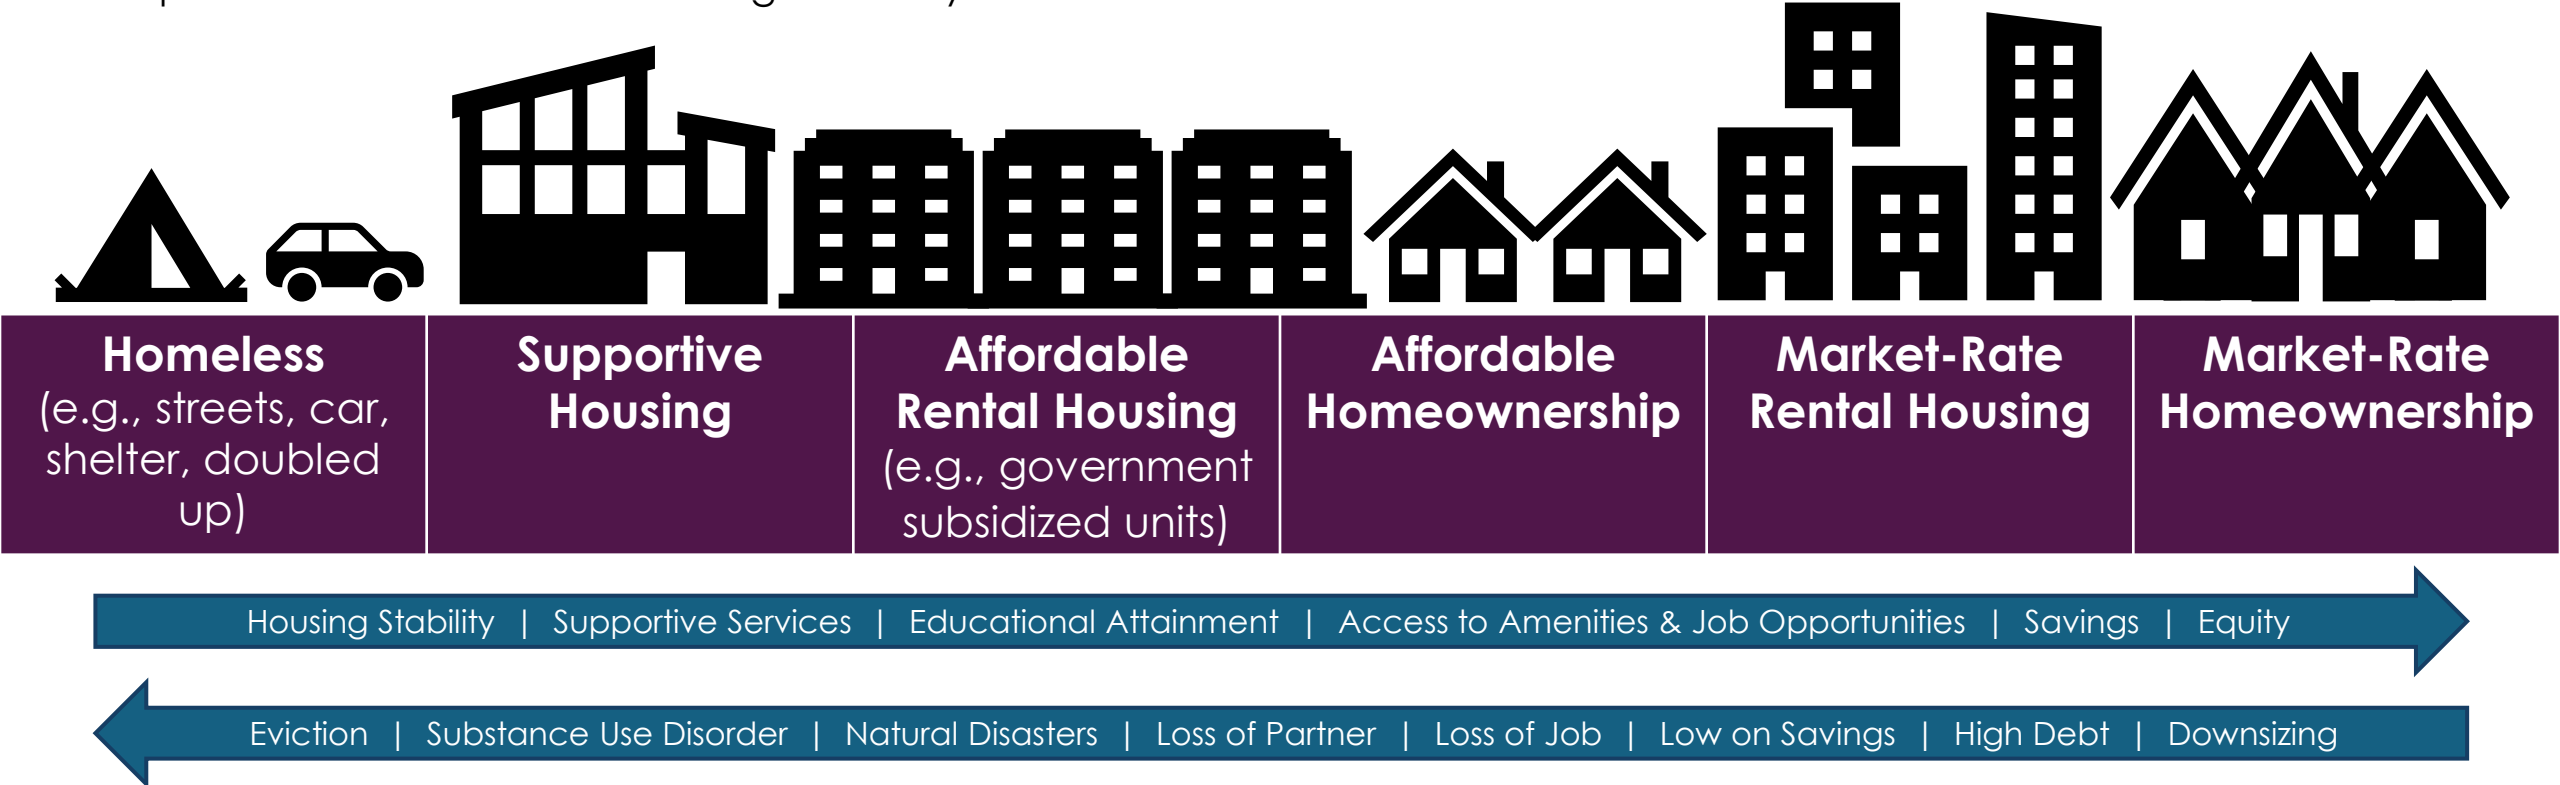 Homeless
(e.g., streets, car,
shelter, doubled
up)
Supportive
Housing
Affordable
Rental Housing
(e.g., government
subsidized units)
Affordable
Homeownership
Market-Rate
Rental Housing
Market-Rate
Homeownership
Housing Stability | Supportive Services | Educational Attainment | Access to Amenities & Job Opportunities | Savings | Equity
Eviction | Substance Use Disorder | Natural Disasters | Loss of Partner | Loss of Job | Low on Savings | High Debt | Downsizing